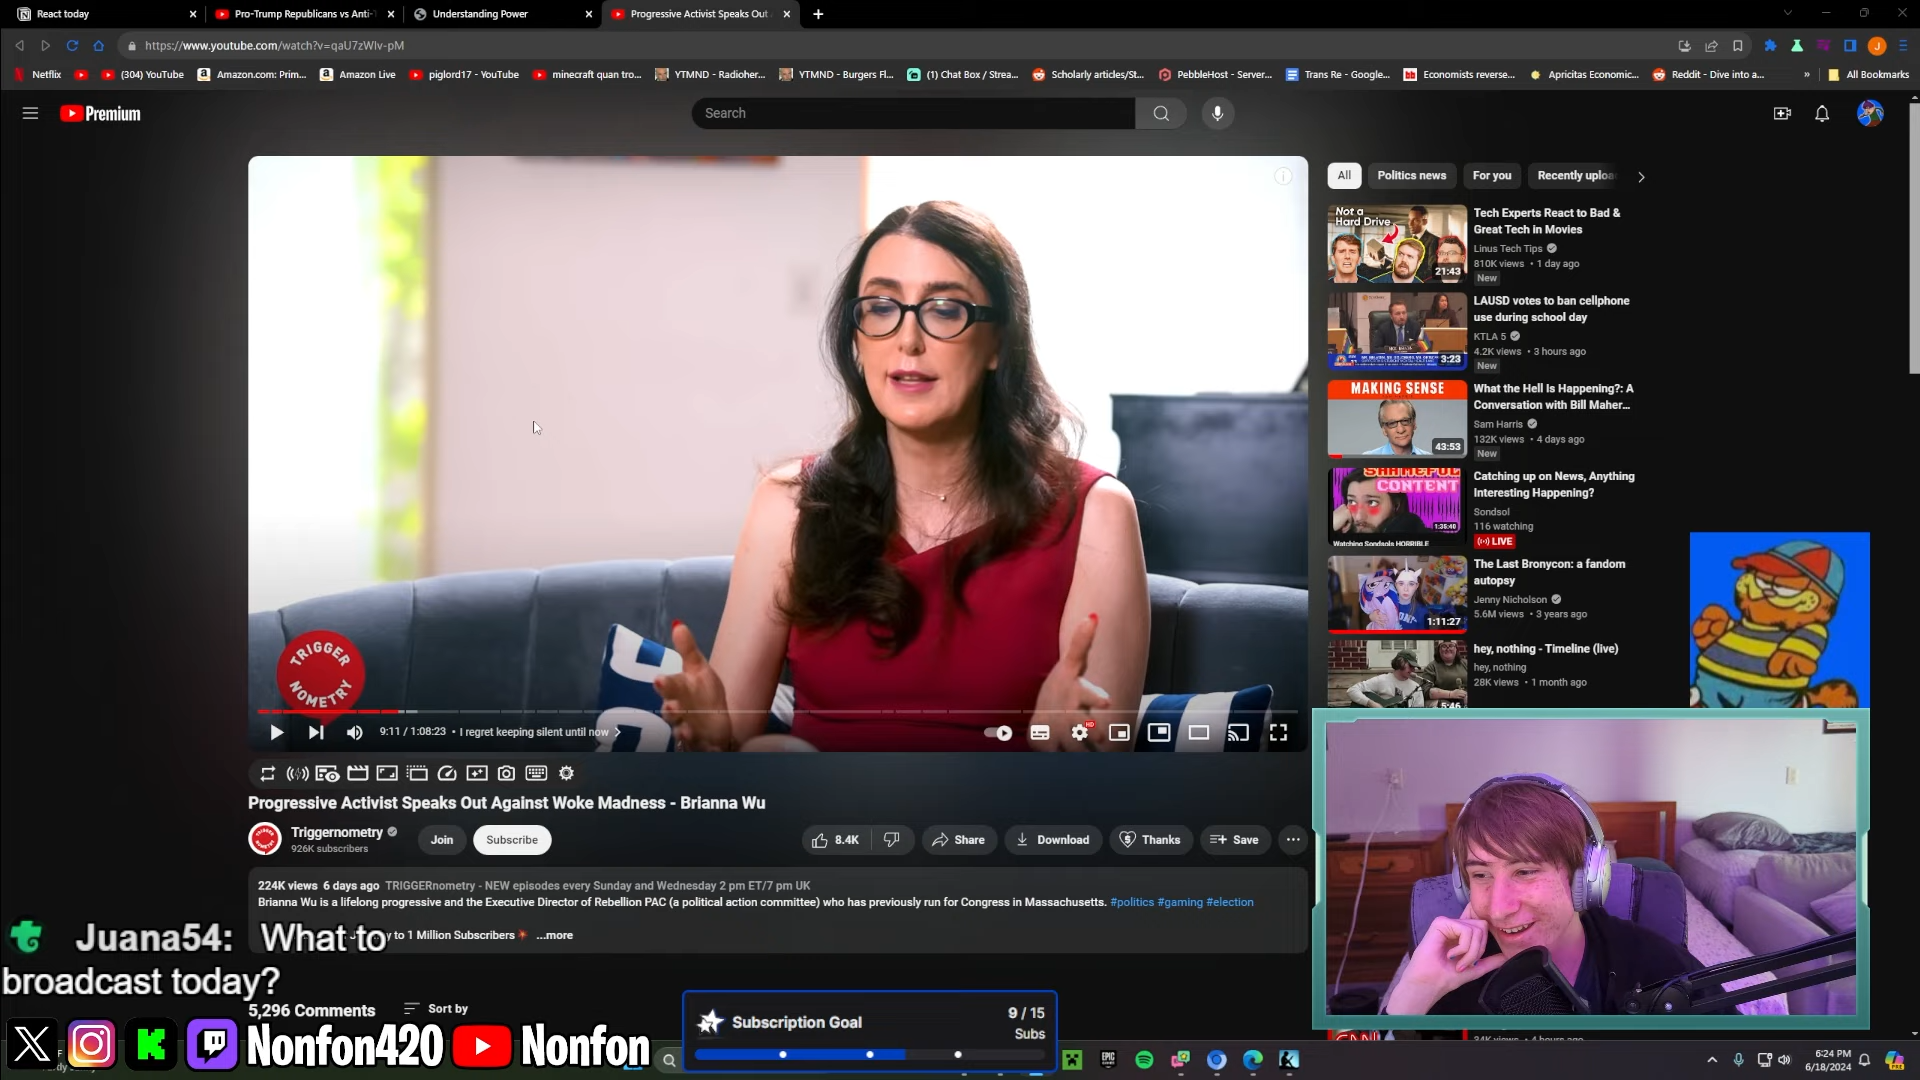 React today
Pro-Trump Republicans vs Anti-T
Understanding Power
Progressive Activist Speaks Out
https://www.youtube.com/watch?v=qaU7zWlv-pM
Netflix
(304) YouTube
Amazon.com: Prim...
Amazon Live
piglord17 - YouTube
minecraft quan tro...
YTMND - Radioher...
YTMND - Burgers Fl...
(1) Chat Box / Strea...
Scholarly articles/St...
PebbleHost - Server...
Trans Re - Google...
Economists reverse...
Apricitas Economic...
Reddit - Dive into a...
»
All Bookmarks
Premium
Search
All
Politics news
For you
Recently uploa
Not a
Hard Drive
21:43
Tech Experts React to Bad &
Great Tech in Movies
Linus Tech Tips
810K views • 1 day ago
New
3:23
LAUSD votes to ban cellphone
use during school day
KTLA 5
4.2K views • 3 hours ago
New
MAKING SENSE
43:53
What the Hell Is Happening?: A
Conversation with Bill Maher...
Sam Harris
132K views • 4 days ago
New
SHAMEFUL
CONTENT
1:36:40
Watching Sondsols HORRIBLE
Catching up on News, Anything
Interesting Happening?
Sondsol
116 watching
LIVE
1:11:27
The Last Bronycon: a fandom
autopsy
Jenny Nicholson
5.6M views • 3 years ago
5:46
hey, nothing - Timeline (live)
hey, nothing
28K views • 1 month ago
TRIGGER
NOMETRY
9:11 / 1:08:23 • I regret keeping silent until now
HD
Progressive Activist Speaks Out Against Woke Madness - Brianna Wu
Triggernometry
926K subscribers
Join
Subscribe
8.4K
Share
Download
Thanks
Save
224K views 6 days ago TRIGGERnometry - NEW episodes every Sunday and Wednesday 2 pm ET/7 pm UK
Brianna Wu is a lifelong progressive and the Executive Director of Rebellion PAC (a political action committee) who has previously run for Congress in Massachusetts. #politics #gaming #election
y to 1 Million Subscribers
...more
Juana54: What to
broadcast today?
5,296 Comments
Sort by
Subscription Goal
9 / 15
Subs
Nonfon420
Nonfon
EPIC
6:24 PM
6/18/2024